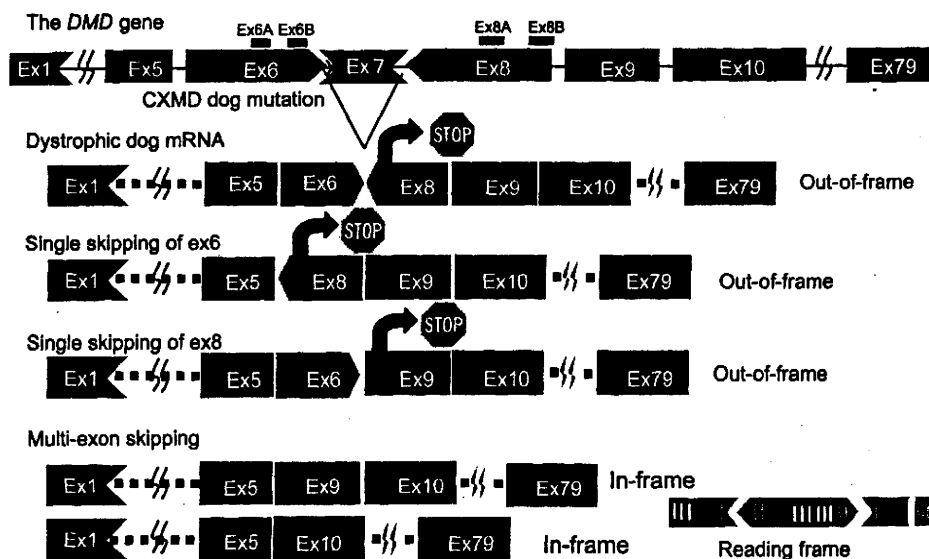 The DMD gene
Ex6A Ex6B Ex8A Ex8B
Ex1 Ex5 Ex6 Ex7 Ex8 Ex9 Ex10 Ex79
CXMD dog mutation
Dystrophic dog mRNA
STOP
Ex1 Ex5 Ex6 Ex8 Ex9 Ex10 Ex79 Out-of-frame
Single skipping of ex6
STOP
Ex1 Ex5 Ex8 Ex9 Ex10 Ex79 Out-of-frame
Single skipping of ex8
STOP
Ex1 Ex5 Ex6 Ex9 Ex10 Ex79 Out-of-frame
Multi-exon skipping
Ex1 Ex5 Ex9 Ex10 Ex79 In-frame
Ex1 Ex5 Ex10 Ex79 In-frame
Reading frame